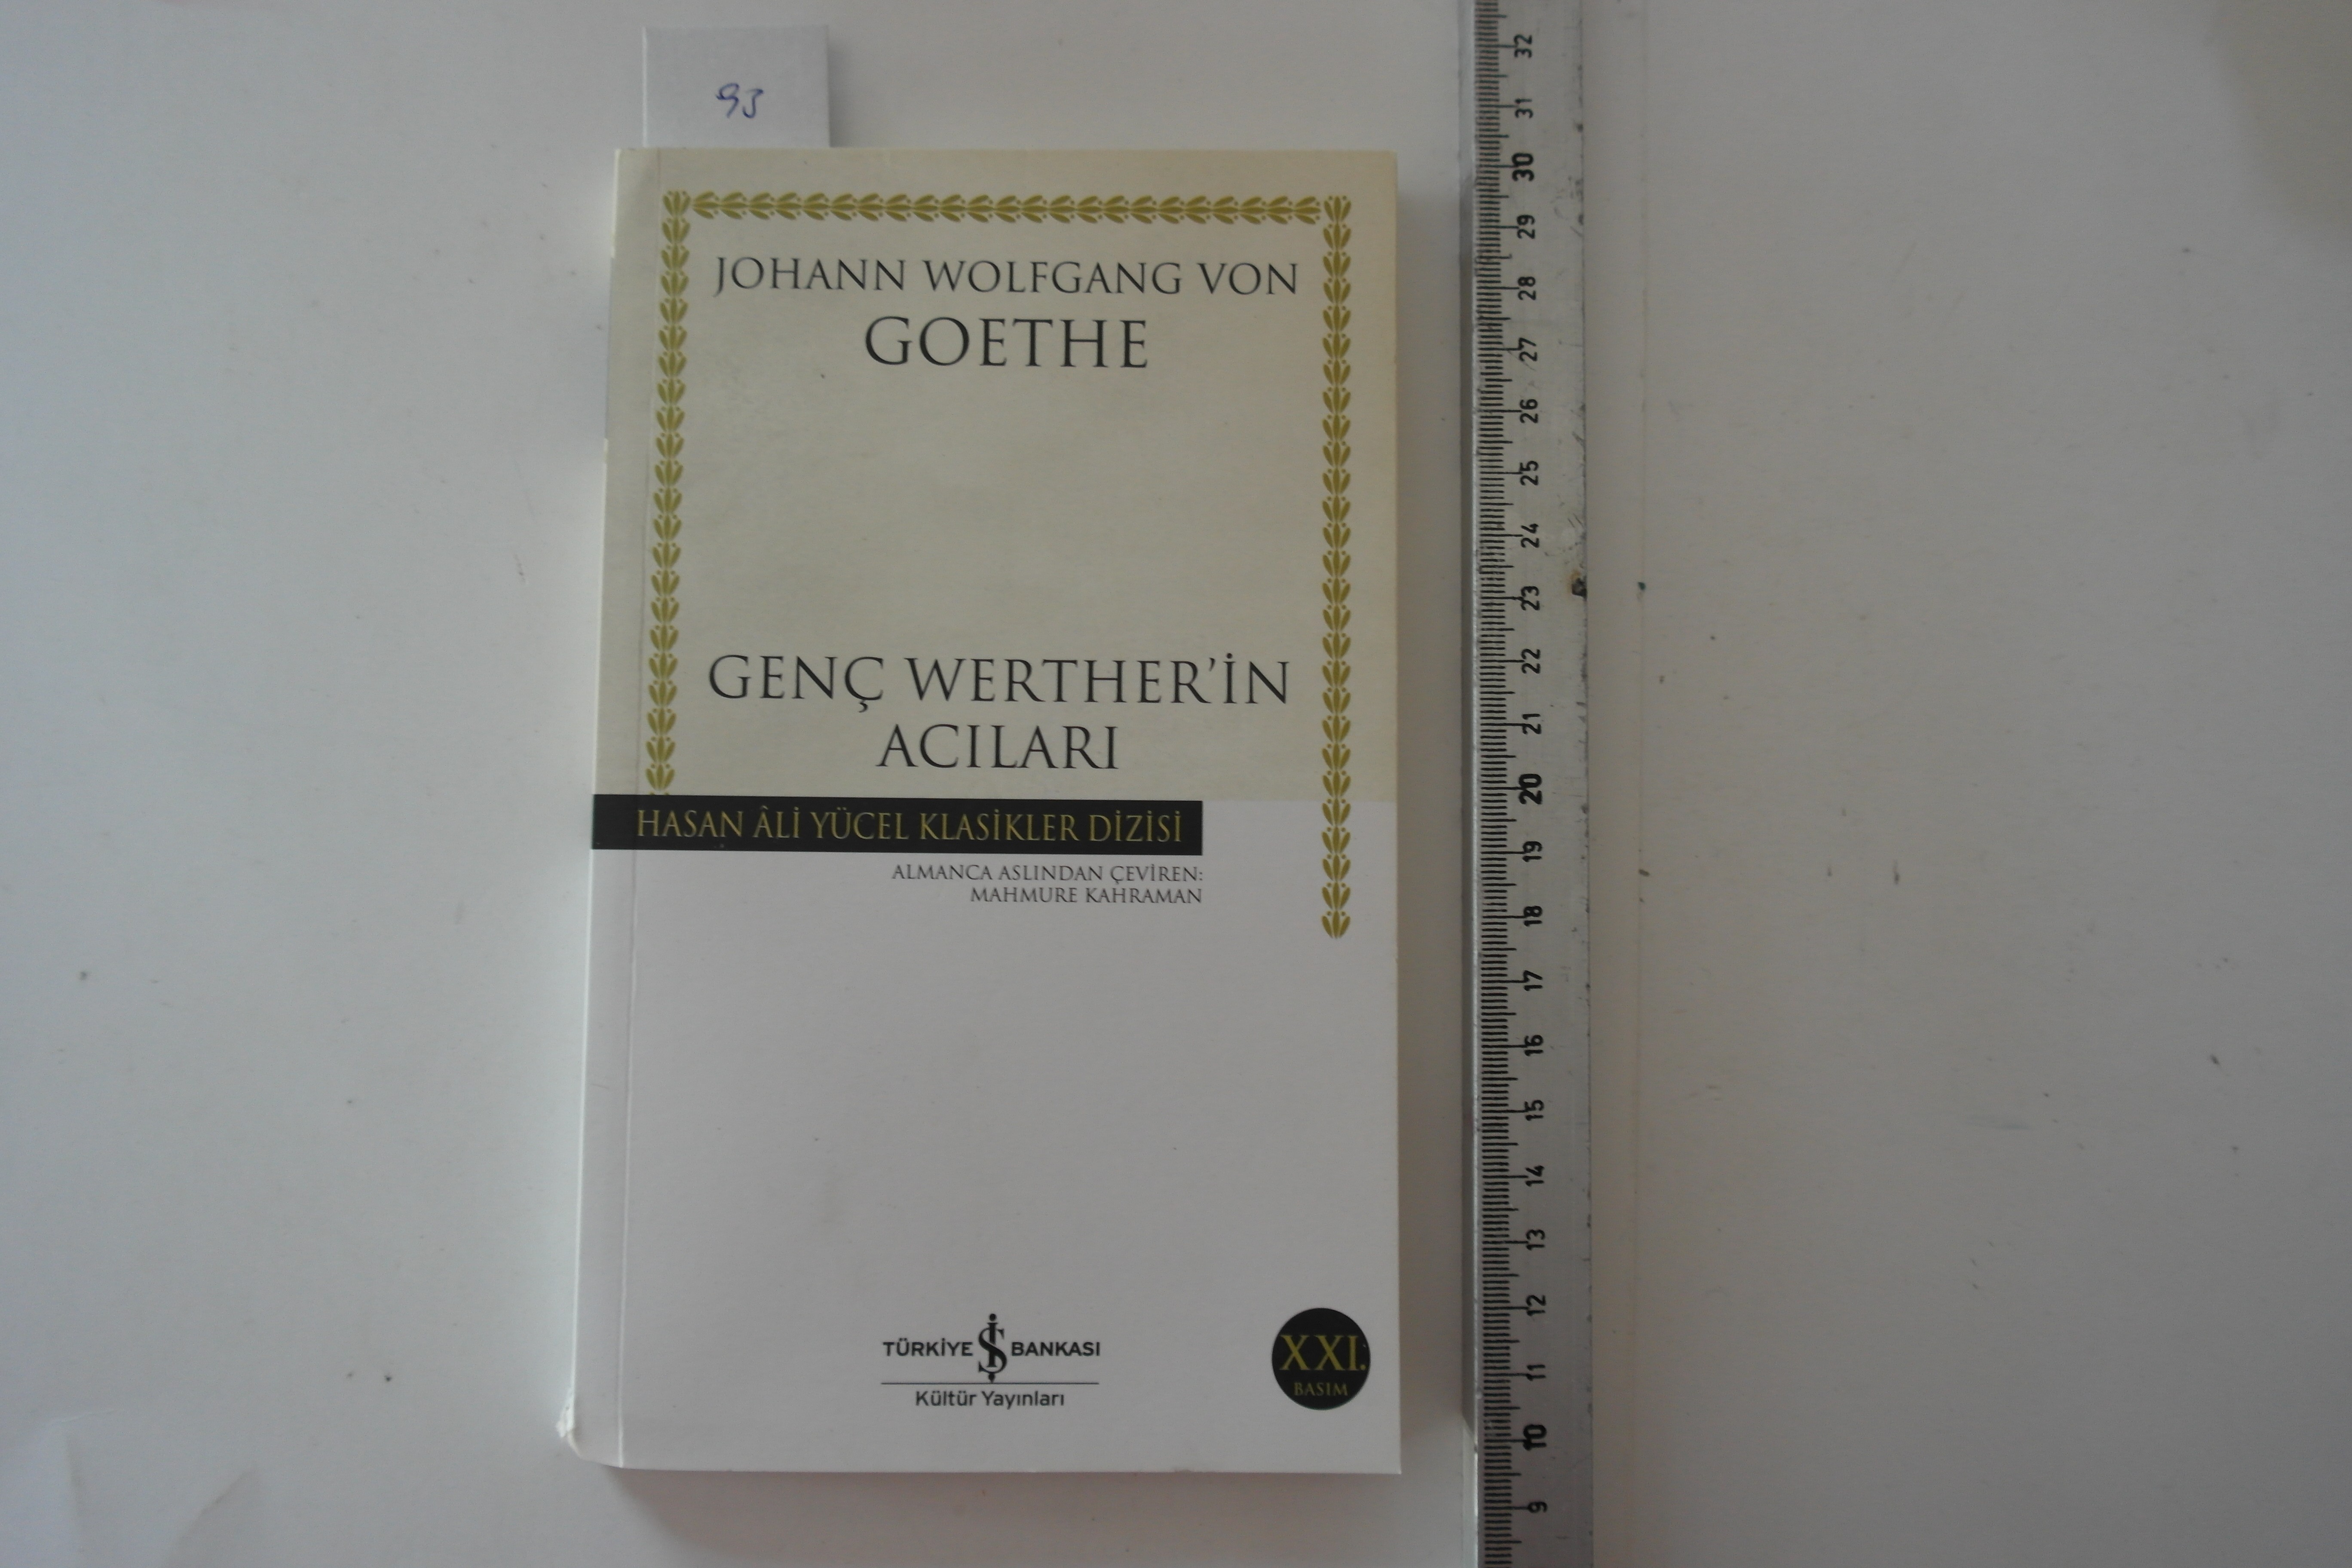 93
JOHANN WOLFGANG VON
GOETHE
GENÇ WERTHER'İN
ACILARI
HASAN ÂLİ YÜCEL KLASİKLER DİZİSİ
ALMANCA ASLINDAN ÇEVİREN:
MAHMURE KAHRAMAN
TÜRKİYE İŞ BANKASI
Kültür Yayınları
XXI.
BASIM
32
31
30
29
28
27
26
25
24
23
22
21
20
19
18
17
16
15
14
13
12
11
10
9